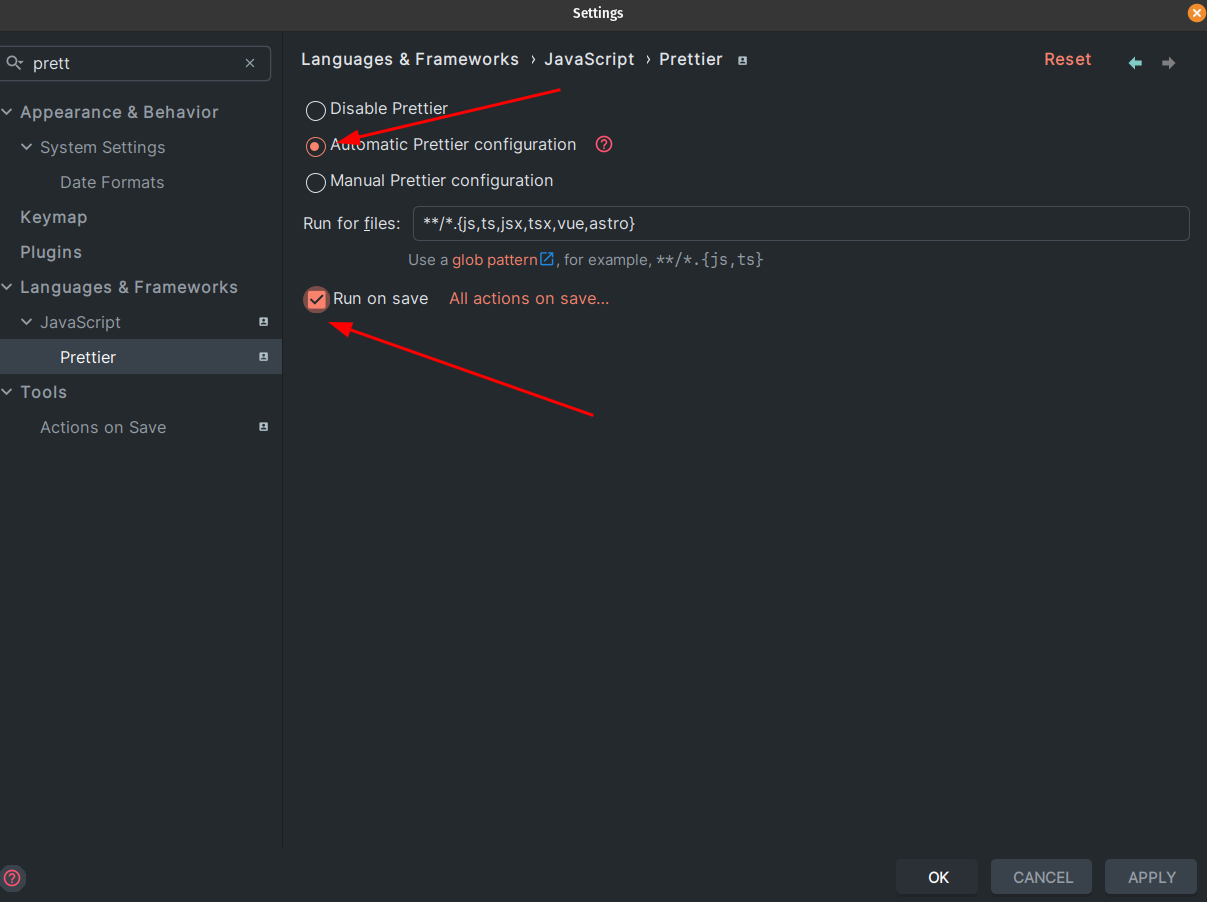 Settings
prett
Appearance & Behavior
System Settings
Date Formats
Keymap
Plugins
Languages & Frameworks
JavaScript
Prettier
Tools
Actions on Save
Languages & Frameworks › JavaScript › Prettier
Reset
Disable Prettier
Automatic Prettier configuration
Manual Prettier configuration
Run for files: **/*.{js,ts,jsx,tsx,vue,astro}
Use a glob pattern, for example, **/*.{js,ts}
Run on save All actions on save...
OK CANCEL APPLY